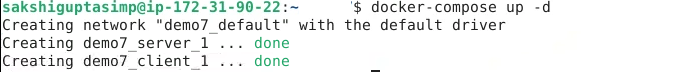 sakshiguptasimp@ip-172-31-90-22:~ $ docker-compose up -d
Creating network "demo7_default" with the default driver
Creating demo7_server_1 ... done
Creating demo7_client_1 ... done